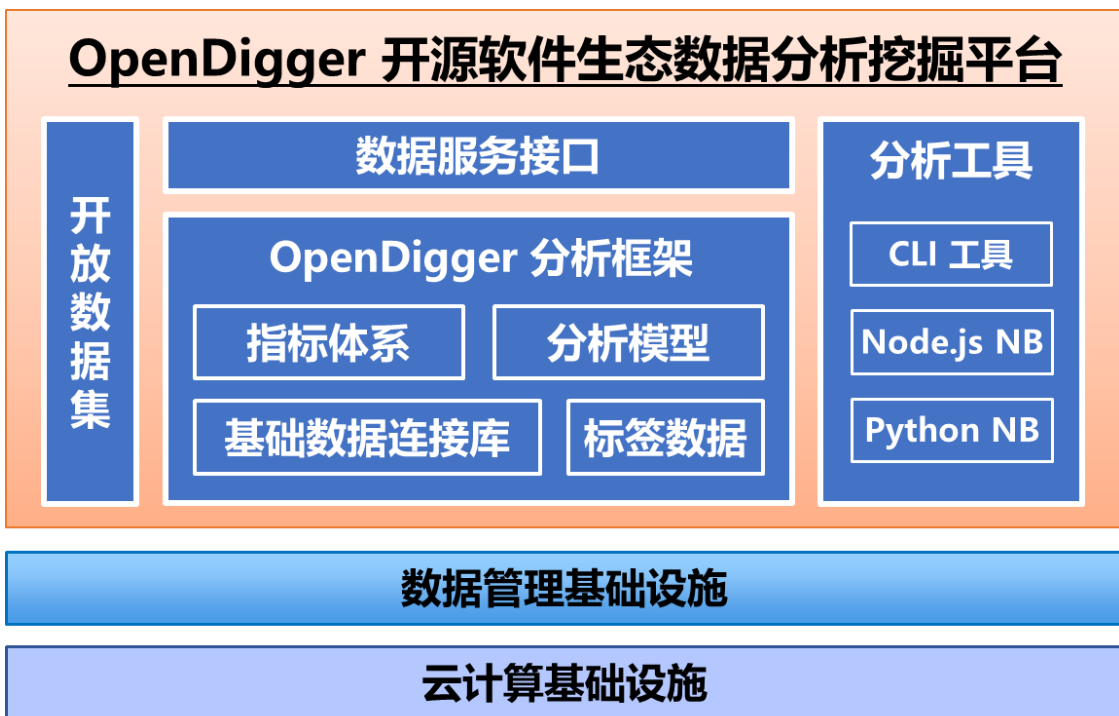 OpenDigger 开源软件生态数据分析挖掘平台
开放数据集
数据服务接口
OpenDigger 分析框架
指标体系
分析模型
基础数据连接库
标签数据
分析工具
CLI 工具
Node.js NB
Python NB
数据管理基础设施
云计算基础设施